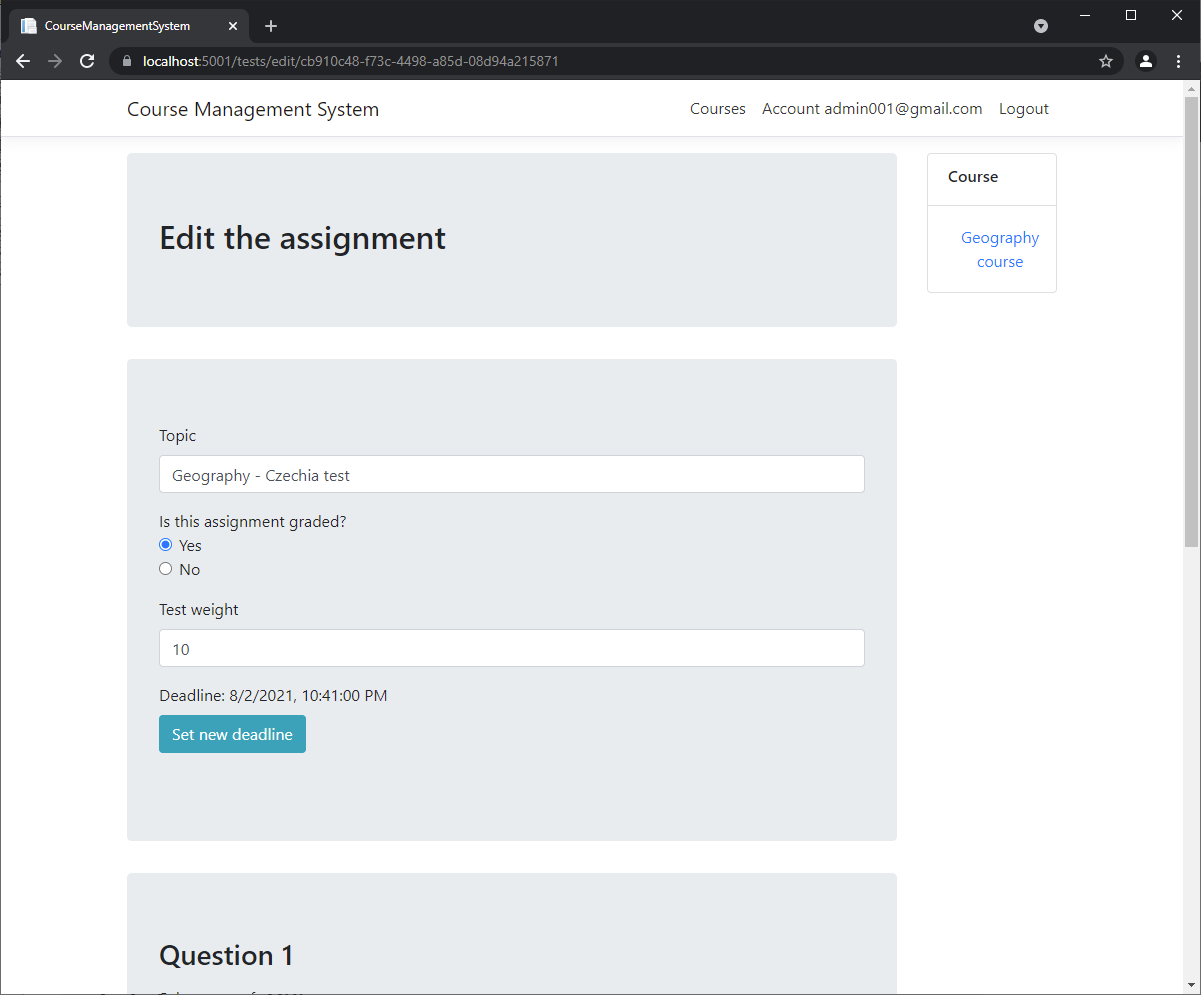 CourseManagementSystem
localhost:5001/tests/edit/cb910c48-f73c-4498-a85d-08d94a215871
Course Management System
Courses
Account admin001@gmail.com
Logout
Edit the assignment
Course
Geography
course
Topic
Geography - Czechia test
Is this assignment graded?
Yes
No
Test weight
10
Deadline: 8/2/2021, 10:41:00 PM
Set new deadline
Question 1